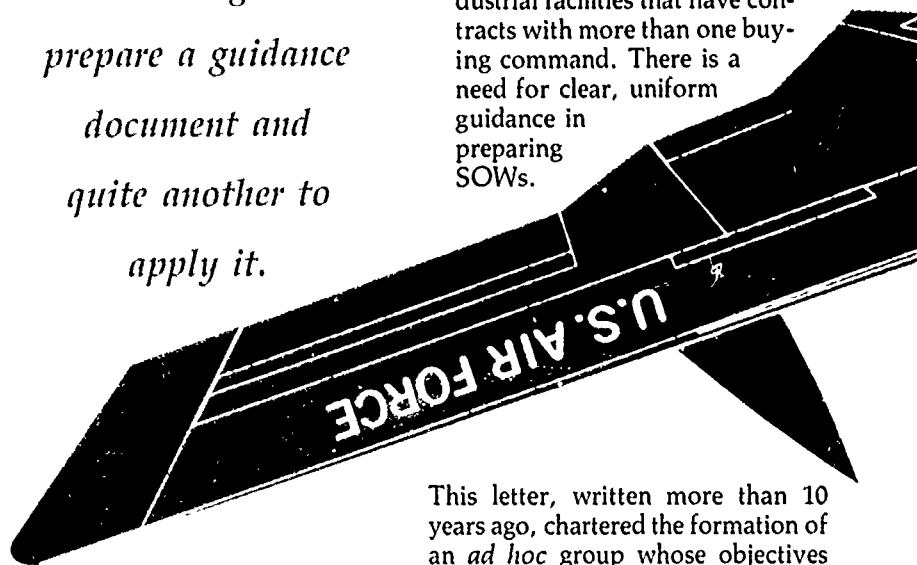 prepare a guidance
document and
quite another to
apply it.
dustrial facilities that have con-
tracts with more than one buy-
ing command. There is a
need for clear, uniform
guidance in
preparing
SOWs.
U.S. AIR FORCE
This letter, written more than 10
years ago, chartered the formation of
an ad hoc group whose objectives